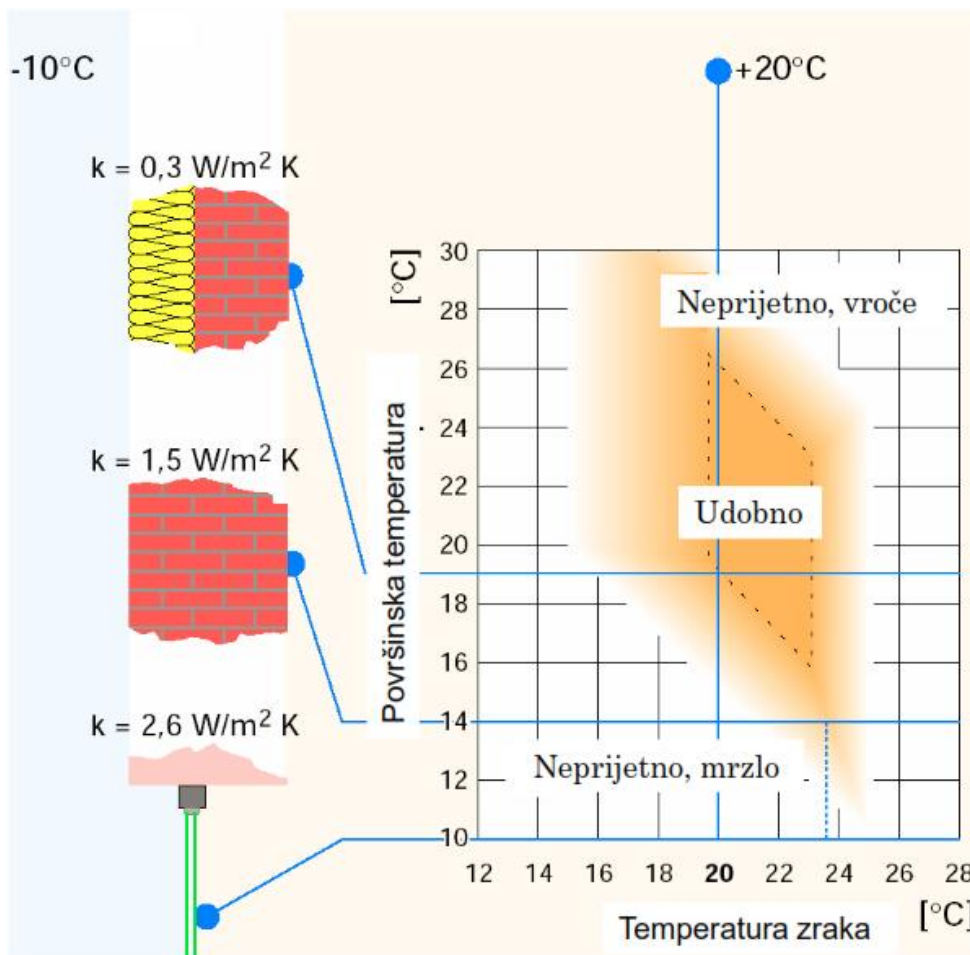 -10°C
+20°C
k = 0,3 W/m² K
k = 1,5 W/m² K
k = 2,6 W/m² K
[°C]
Površinska temperatura
30
28
26
24
22
20
18
16
14
12
10
Neprijetno, vroče
Udobno
Neprijetno, mrzlo
12 14 16 18 20 22 24 26 28
[°C]
Temperatura zraka